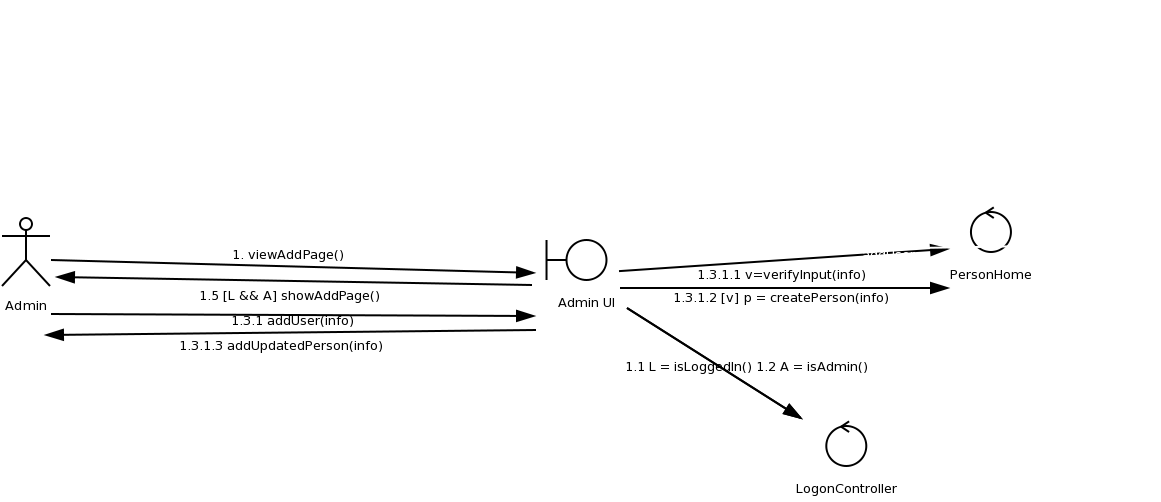 1. viewAddPage()
1.3.1.1 v=verifyInput(info)
PersonHome
1.5 [L && A] showAddPage()
1.3.1.2 [v] p = createPerson(info)
Admin
Admin UI
1.3.1 addUser(info)
1.3.1.3 addUpdatedPerson(info)
1.1 L = isLoggedIn() 1.2 A = isAdmin()
LogonController